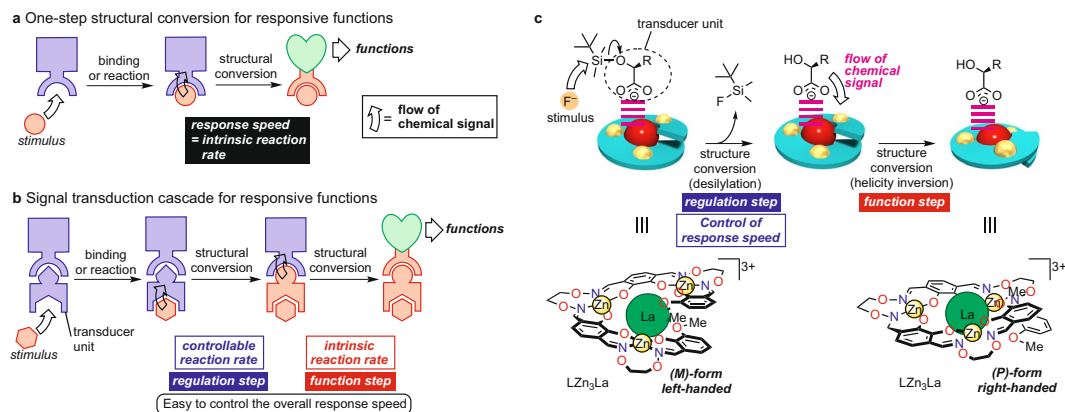 a One-step structural conversion for responsive functions
binding
or reaction
structural
conversion
functions
stimulus
response speed
= intrinsic reaction
rate
= flow of
chemical signal
b Signal transduction cascade for responsive functions
binding
or reaction
structural
conversion
structural
conversion
functions
stimulus
transducer
unit
controllable
reaction rate
regulation step
intrinsic
reaction rate
function step
Easy to control the overall response speed
c
transducer unit
Si O R
O O
⊖
F⁻
stimulus
F Si
structure
conversion
(desilylation)
regulation step
Control of
response speed
HO R
O O
⊖
flow of
chemical
signal
structure
conversion
(helicity inversion)
function step
HO R
O O
⊖
3+
O O N Zn N O O
O N Zn O La O
O Me
O Me
N Zn N
O O
LZn₃La
(M)-form
left-handed
3+
O O N N O O
O N Zn O La O Zn Me
O
O Me
N Zn N
O O
LZn₃La
(P)-form
right-handed